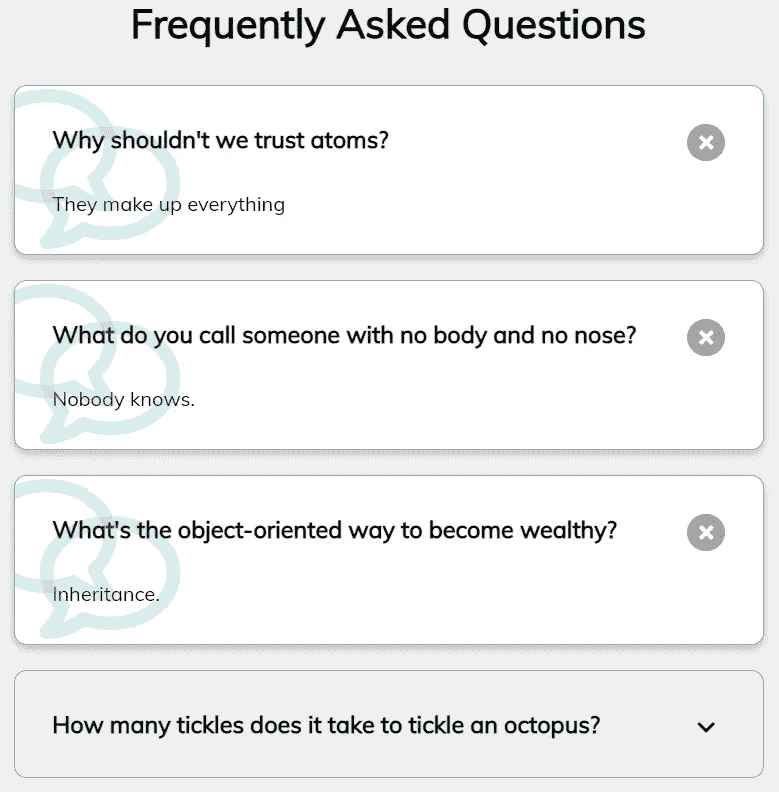 Frequently Asked Questions
Why shouldn't we trust atoms?
They make up everything
What do you call someone with no body and no nose?
Nobody knows.
What's the object-oriented way to become wealthy?
Inheritance.
How many tickles does it take to tickle an octopus?